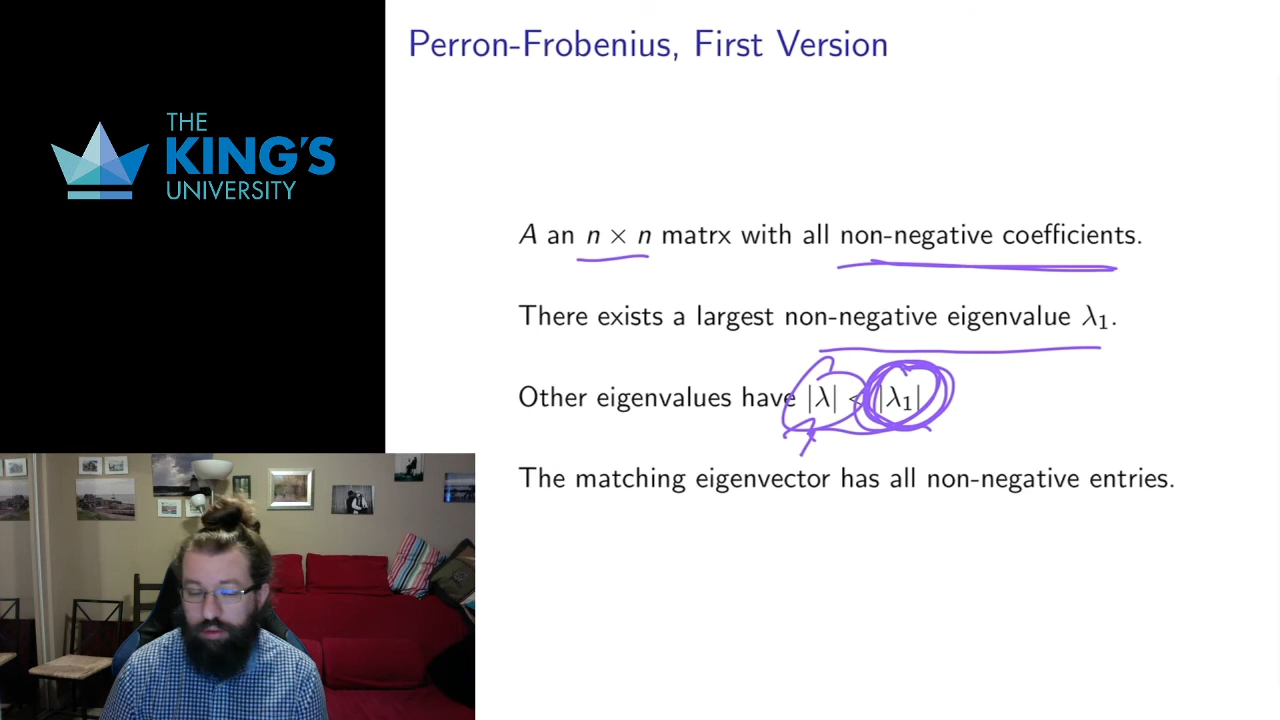 THE
KING'S
UNIVERSITY
Perron-Frobenius, First Version
A an n × n matrx with all non-negative coefficients.
There exists a largest non-negative eigenvalue λ₁.
Other eigenvalues have |λ| < |λ₁|
The matching eigenvector has all non-negative entries.